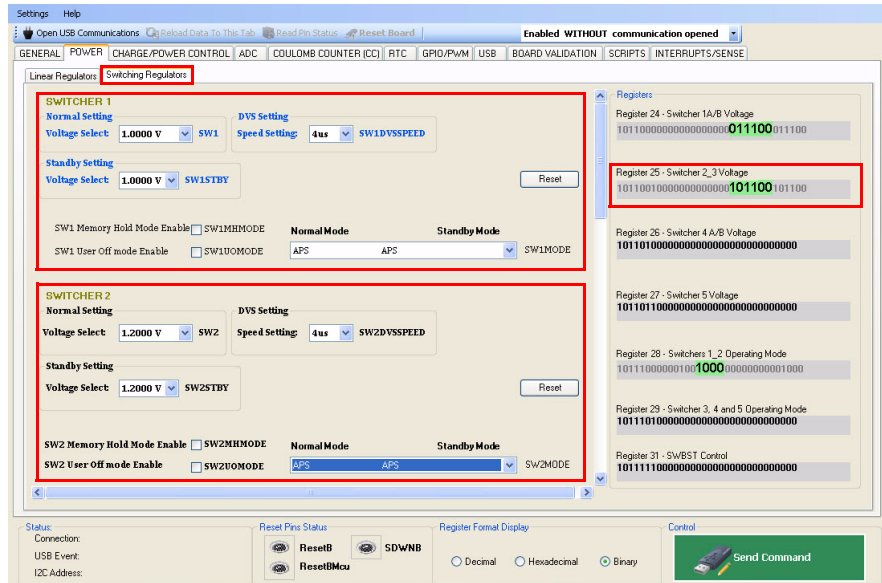 Settings Help
Open USB Communications Reload Data To This Tab Read Pin Status Reset Board Enabled WITHOUT communication opened
GENERAL POWER CHARGE/POWER CONTROL ADC COULOMB COUNTER (CC) RTC GPIO/PWM USB BOARD VALIDATION SCRIPTS INTERRUPTS/SENSE
Linear Regulators Switching Regulators
SWITCHER 1
Normal Setting
Voltage Select: 1.0000 V SW1
DVS Setting
Speed Setting: 4us SW1DVSSPEED
Standby Setting
Voltage Select: 1.0000 V SW1STBY
Reset
SW1 Memory Hold Mode Enable SW1MHMODE
SW1 User Off mode Enable SW1UOMODE
Normal Mode Standby Mode
APS APS SW1MODE
SWITCHER 2
Normal Setting
Voltage Select: 1.2000 V SW2
DVS Setting
Speed Setting: 4us SW2DVSSPEED
Standby Setting
Voltage Select: 1.2000 V SW2STBY
Reset
SW2 Memory Hold Mode Enable SW2MHMODE
SW2 User Off mode Enable SW2UOMODE
Normal Mode Standby Mode
APS APS SW2MODE
Registers
Register 24 - Switcher 1A/B Voltage
10110000000000000000011100011100
Register 25 - Switcher 2_3 Voltage
10110010000000000000101100101100
Register 26 - Switcher 4 A/B Voltage
10110100000000000000000000000000
Register 27 - Switcher 5 Voltage
10110110000000000000000000000000
Register 28 - Switchers 1_2 Operating Mode
10111000000100100000000000001000
Register 29 - Switcher 3, 4 and 5 Operating Mode
10111010000000000000000000000000
Register 31 - SWBST Control
10111110000000000000000000000000
Status:
Connection:
USB Event:
I2C Address:
Reset Pins Status
ResetB SDWNB
ResetBMcu
Register Format Display
Decimal Hexadecimal Binary
Control
Send Command